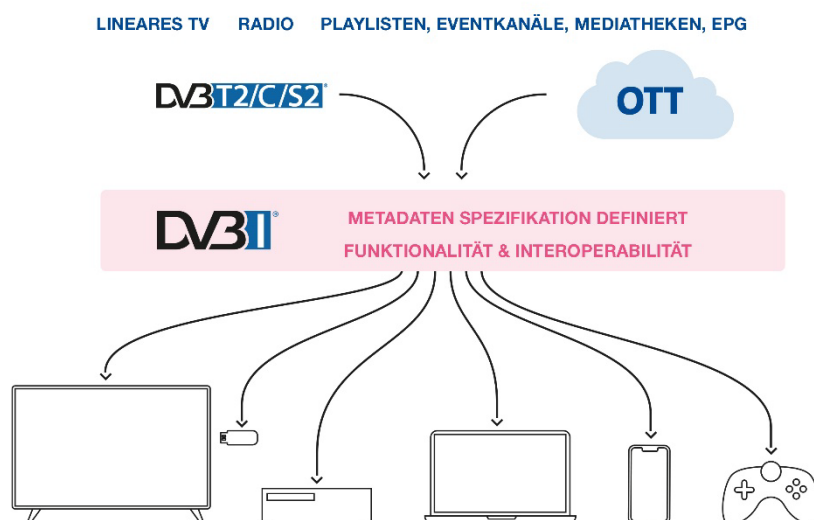 LINEARES TV RADIO PLAYLISTEN, EVENTKANÄLE, MEDIATHEKEN, EPG
DVB T2/C/S2® OTT
DVB I® METADATEN SPEZIFIKATION DEFINIERT
FUNKTIONALITÄT & INTEROPERABILITÄT